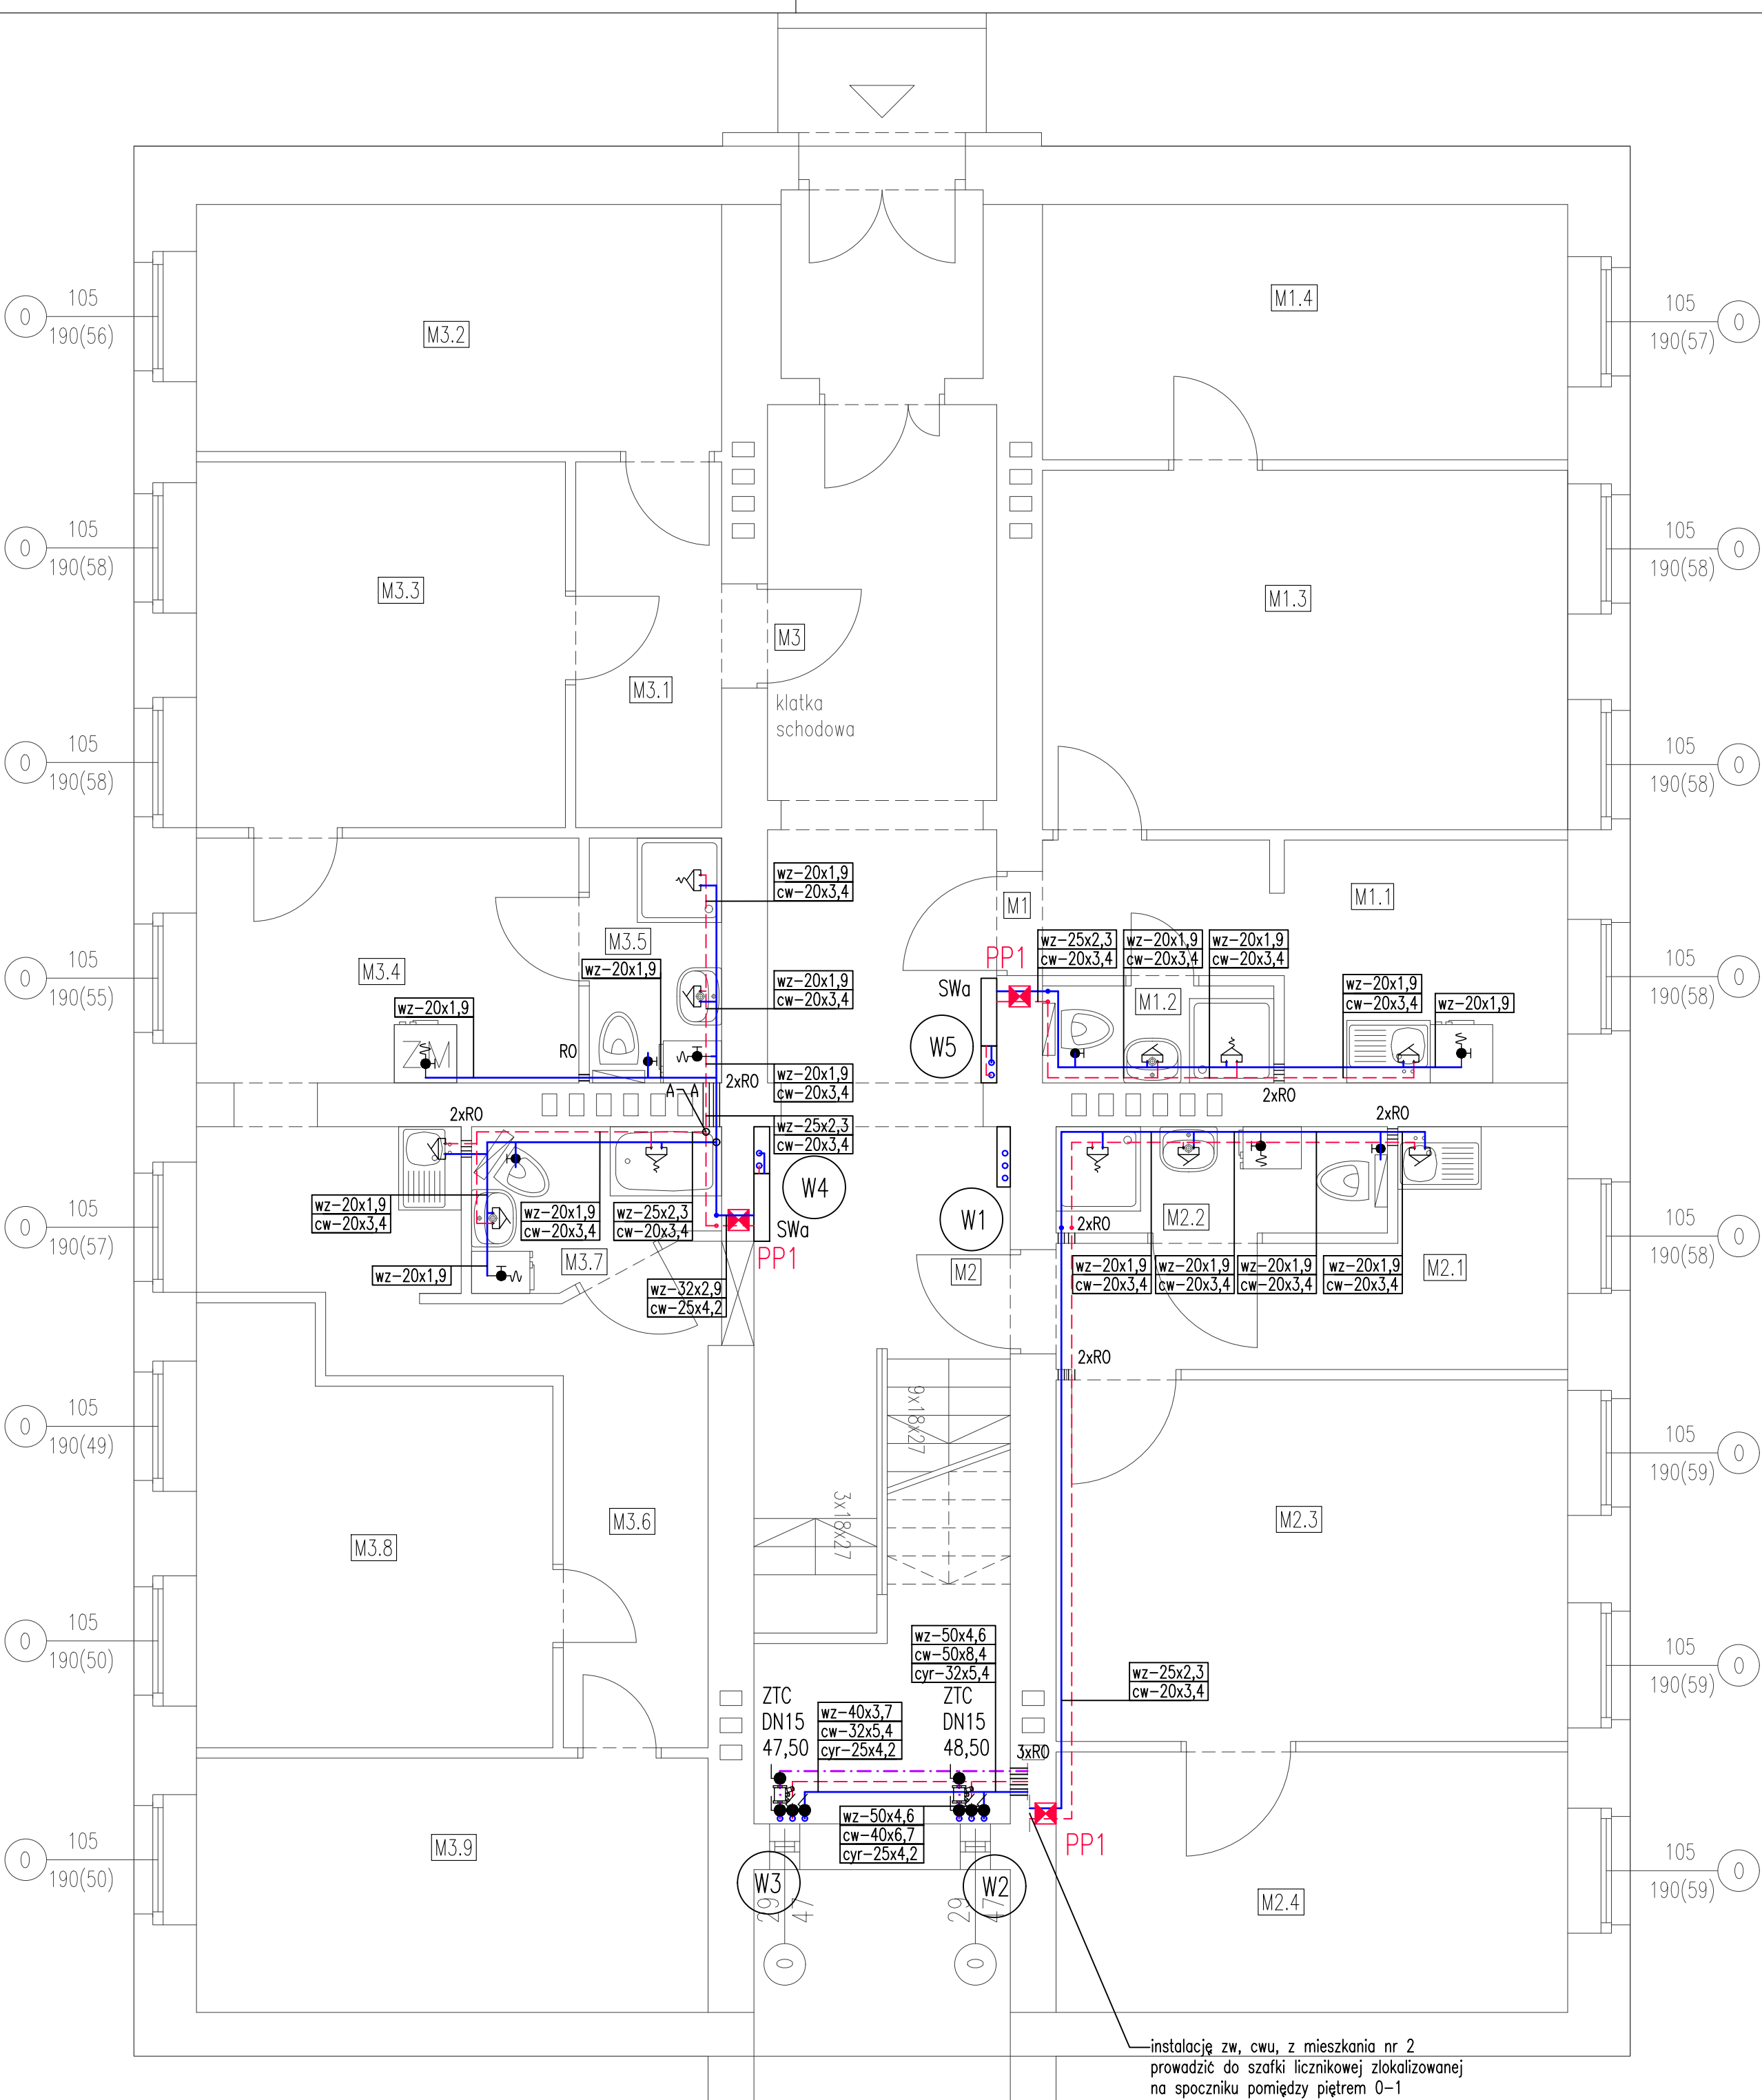 M1.4
105
190(56)
105
190(57)
M3.2
105
190(58)
105
190(58)
M3.3
M1.3
M3
M3.1
klatka
schodowa
105
190(58)
105
190(58)
wz-20x1,9
cw-20x3,4
M1
M1.1
M3.5
M3.4
wz-20x1,9
PP1
wz-25x2,3
cw-20x3,4
wz-20x1,9
cw-20x3,4
wz-20x1,9
cw-20x3,4
105
190(55)
105
190(58)
wz-20x1,9
wz-20x1,9
cw-20x3,4
SWa
M1.2
wz-20x1,9
cw-20x3,4
wz-20x1,9
ZM
RO
W5
2xRO
wz-20x1,9
cw-20x3,4
A
A
2xRO
2xRO
wz-25x2,3
cw-20x3,4
2xRO
W4
W1
105
190(57)
wz-20x1,9
cw-20x3,4
wz-20x1,9
cw-20x3,4
wz-25x2,3
cw-20x3,4
SWa
M2.2
2xRO
105
190(58)
M3.7
PP1
M2
wz-20x1,9
wz-32x2,9
cw-25x4,2
wz-20x1,9
cw-20x3,4
wz-20x1,9
cw-20x3,4
wz-20x1,9
cw-20x3,4
wz-20x1,9
cw-20x3,4
M2.1
2xRO
105
190(49)
9x18x27
105
190(59)
3x18x27
M3.6
M2.3
M3.8
105
190(50)
wz-50x4,6
cw-50x8,4
cyr-32x5,4
wz-25x2,3
cw-20x3,4
105
190(59)
ZTC
DN15
47,50
wz-40x3,7
cw-32x5,4
cyr-25x4,2
ZTC
DN15
48,50
3xRO
wz-50x4,6
cw-40x6,7
cyr-25x4,2
PP1
M3.9
105
190(50)
105
190(59)
W3
W2
29
47
29
47
M2.4
instalację zw, cwu, z mieszkania nr 2
prowadzić do szafki licznikowej zlokalizowanej
na spoczniku pomiędzy piętrem 0-1